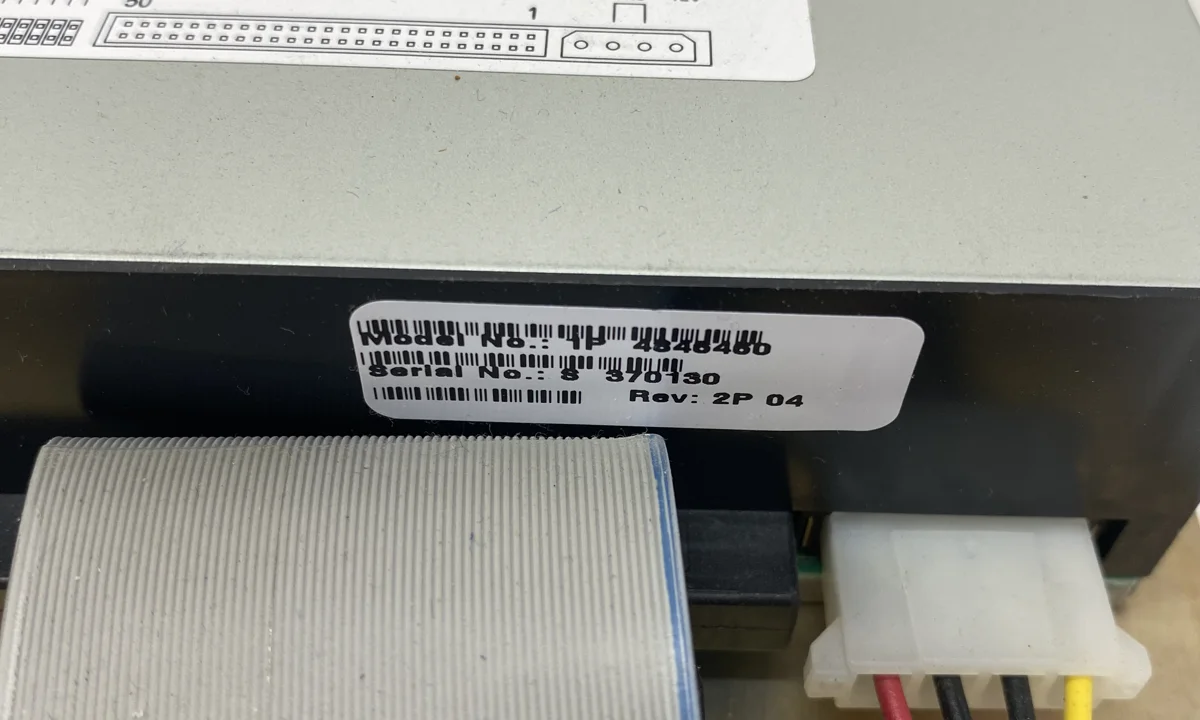 50
1
Model No.: 1P 4546460
Serial No.: S 370130
Rev: 2P 04